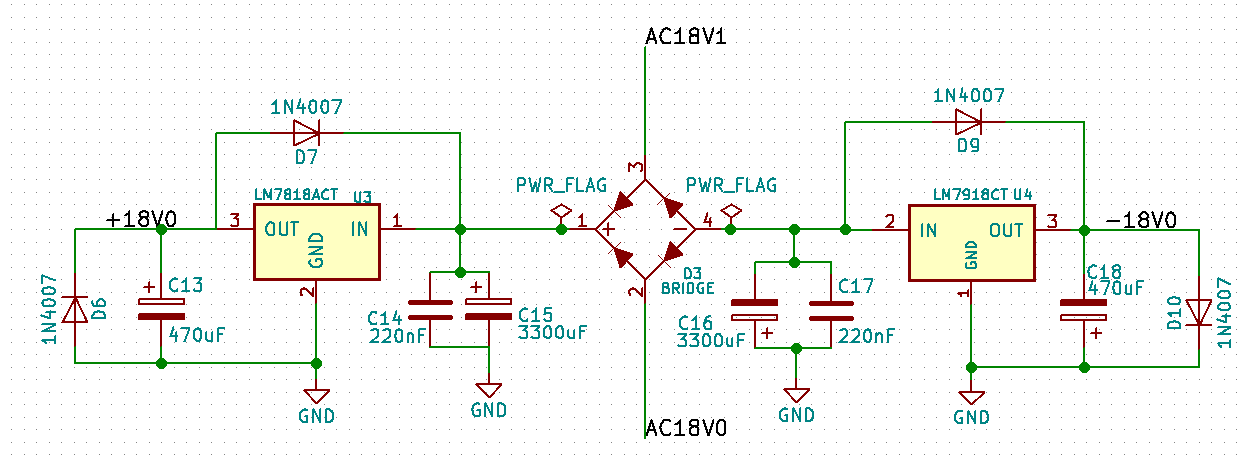 AC18V1
1N4007
D7
1N4007
D9
PWR_FLAG
PWR_FLAG
LM7818ACT U3
LM7918CT U4
+18V0
3 OUT IN 1
GND
2
1 + - 4
3
2
D3
BRIDGE
2 IN OUT 3
GND
1
-18V0
1N4007
D6
+ C13
470uF
C14
220nF
+ C15
3300uF
C16
3300uF +
C17
220nF
C18
470uF
+
D10
1N4007
GND
GND
GND
GND
AC18V0